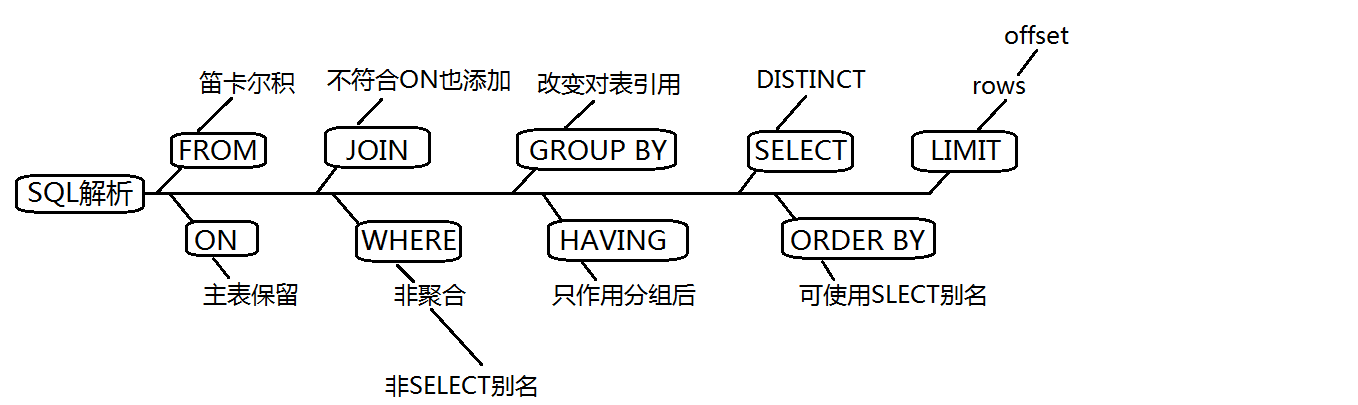 offset
笛卡尔积
不符合ON也添加
改变对表引用
DISTINCT
rows
FROM
JOIN
GROUP BY
SELECT
LIMIT
SQL解析
ON
WHERE
HAVING
ORDER BY
主表保留
非聚合
只作用分组后
可使用SLECT别名
非SELECT别名